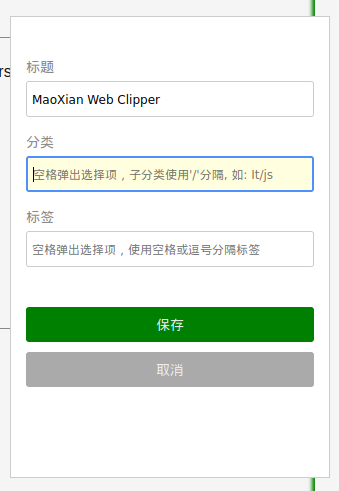 rs
标题
MaoXian Web Clipper
分类
空格弹出选择项，子分类使用'/'分隔, 如: It/js
标签
空格弹出选择项，使用空格或逗号分隔标签
保存
取消